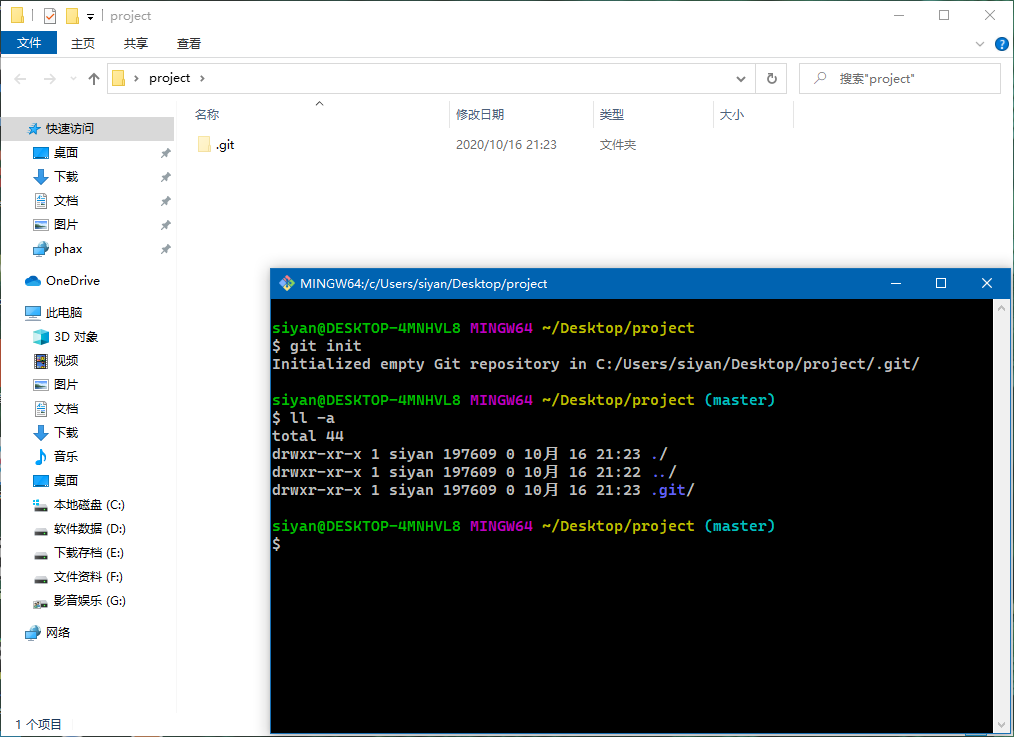 project
文件 主页 共享 查看
project
搜索"project"
名称 修改日期 类型 大小
.git 2020/10/16 21:23 文件夹
快速访问
桌面
下载
文档
图片
phax
OneDrive
此电脑
3D 对象
视频
图片
文档
下载
音乐
桌面
本地磁盘 (C:)
软件数据 (D:)
下载存档 (E:)
文件资料 (F:)
影音娱乐 (G:)
网络
1 个项目
MINGW64:/c/Users/siyan/Desktop/project
siyan@DESKTOP-4MNHVL8 MINGW64 ~/Desktop/project
$ git init
Initialized empty Git repository in C:/Users/siyan/Desktop/project/.git/
siyan@DESKTOP-4MNHVL8 MINGW64 ~/Desktop/project (master)
$ ll -a
total 44
drwxr-xr-x 1 siyan 197609 0 10月 16 21:23 ./
drwxr-xr-x 1 siyan 197609 0 10月 16 21:22 ../
drwxr-xr-x 1 siyan 197609 0 10月 16 21:23 .git/
siyan@DESKTOP-4MNHVL8 MINGW64 ~/Desktop/project (master)
$